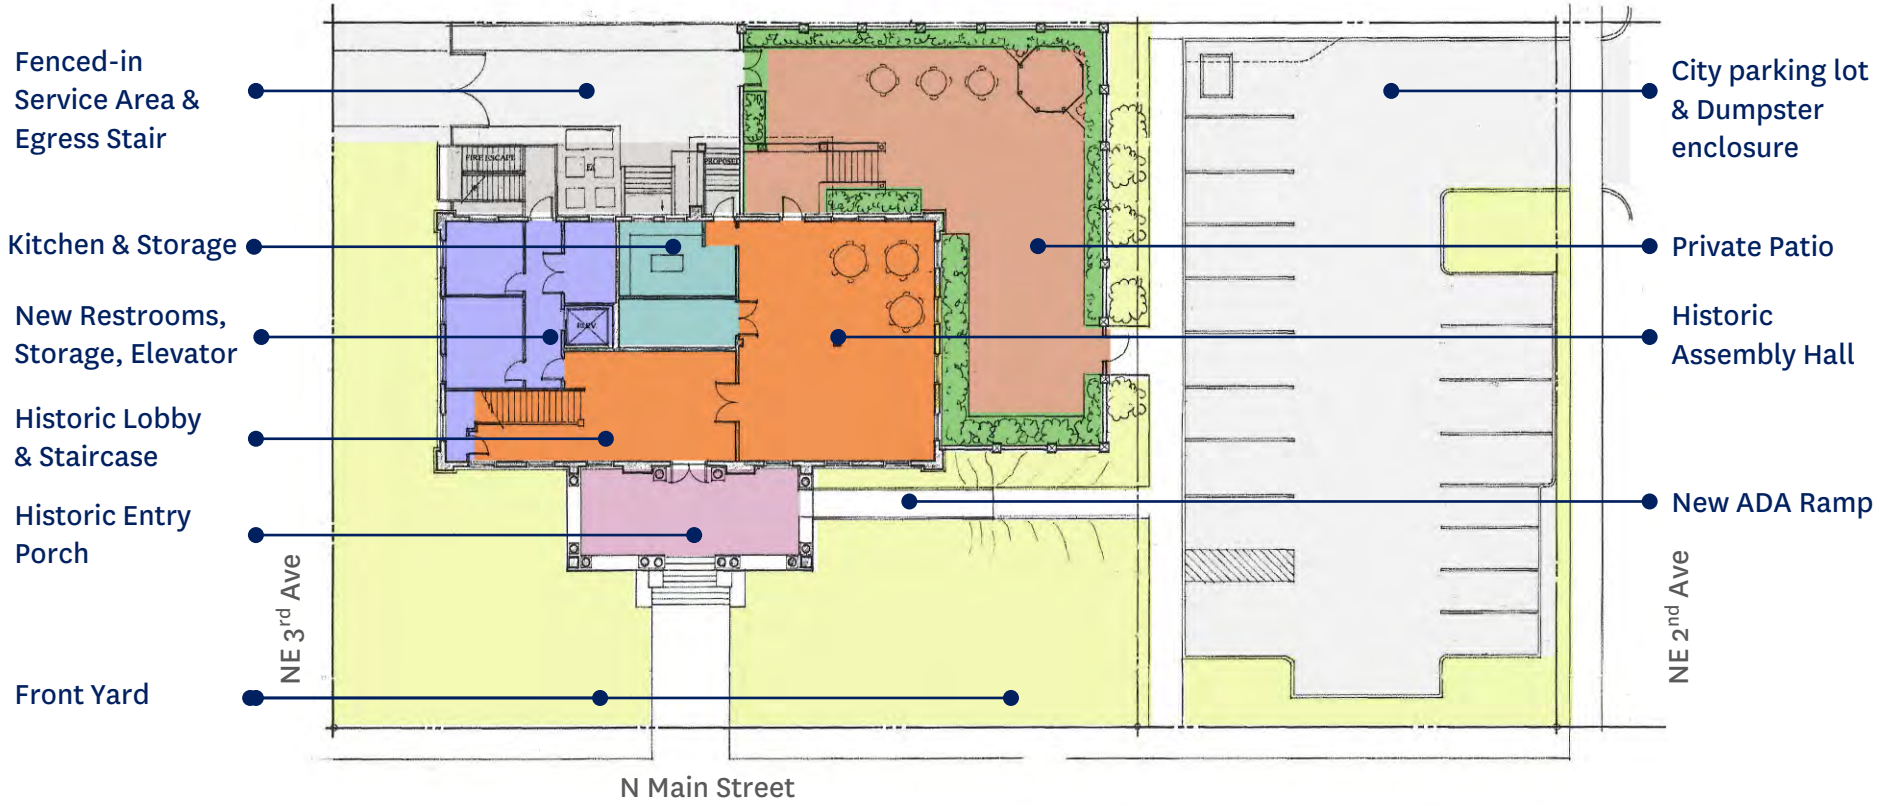 Fenced-in
Service Area &
Egress Stair
Kitchen & Storage
New Restrooms,
Storage, Elevator
Historic Lobby
& Staircase
Historic Entry
Porch
Front Yard
NE 3rd Ave
N Main Street
FIRE ESCAPE
PROPOSED
ELEV.
City parking lot
& Dumpster
enclosure
Private Patio
Historic
Assembly Hall
New ADA Ramp
NE 2nd Ave